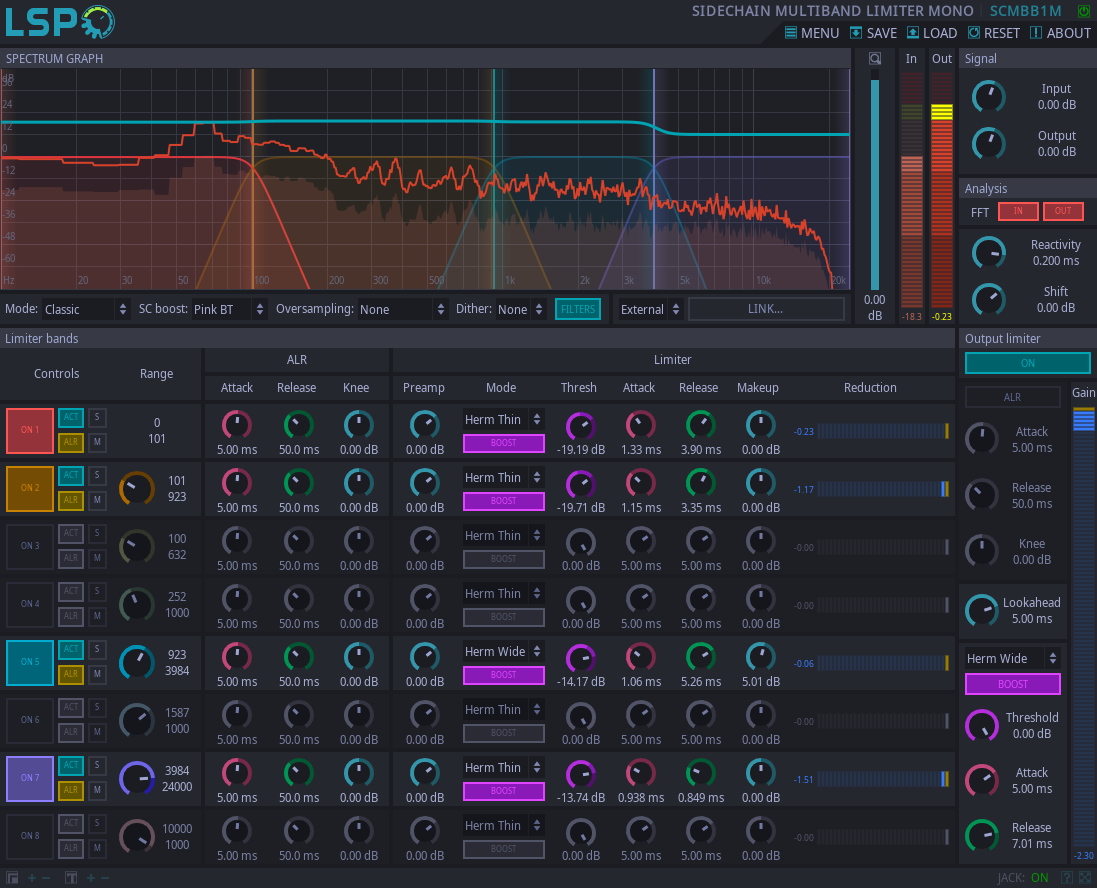 LSP
SIDECHAIN MULTIBAND LIMITER MONO SCMBB1M
MENU SAVE LOAD RESET ABOUT
SPECTRUM GRAPH
In Out
Signal
dB
36
24
12
0
-12
-24
-36
-48
-60
Hz 20 30 50 100 200 300 500 1k 2k 3k 5k 10k 20k
0.00
dB
-18.3 -0.23
Input
0.00 dB
Output
0.00 dB
Analysis
FFT IN OUT
Reactivity
0.200 ms
Shift
0.00 dB
Mode: Classic SC boost: Pink BT Oversampling: None Dither: None FILTERS External LINK...
Limiter bands
Output limiter
ON
Controls Range ALR Limiter
Attack Release Knee Preamp Mode Thresh Attack Release Makeup Reduction
ON 1 ACT S ALR M 0 101
Herm Thin BOOST -0.23
5.00 ms 50.0 ms 0.00 dB 0.00 dB -19.19 dB 1.33 ms 3.90 ms 0.00 dB
ON 2 ACT S ALR M 101 923
Herm Thin BOOST -1.17
5.00 ms 50.0 ms 0.00 dB 0.00 dB -19.71 dB 1.15 ms 3.35 ms 0.00 dB
ON 3 ACT S ALR M 100 632
Herm Thin BOOST -0.00
5.00 ms 50.0 ms 0.00 dB 0.00 dB 0.00 dB 5.00 ms 5.00 ms 0.00 dB
ON 4 ACT S ALR M 252 1000
Herm Thin BOOST -0.00
5.00 ms 50.0 ms 0.00 dB 0.00 dB 0.00 dB 5.00 ms 5.00 ms 0.00 dB
ON 5 ACT S ALR M 923 3984
Herm Wide BOOST -0.06
5.00 ms 50.0 ms 0.00 dB 0.00 dB -14.17 dB 1.06 ms 5.26 ms 5.01 dB
ON 6 ACT S ALR M 1587 1000
Herm Thin BOOST -0.00
5.00 ms 50.0 ms 0.00 dB 0.00 dB 0.00 dB 5.00 ms 5.00 ms 0.00 dB
ON 7 ACT S ALR M 3984 24000
Herm Thin BOOST -1.51
5.00 ms 50.0 ms 0.00 dB 0.00 dB -13.74 dB 0.938 ms 0.849 ms 0.00 dB
ON 8 ACT S ALR M 10000 1000
Herm Thin BOOST -0.00
5.00 ms 50.0 ms 0.00 dB 0.00 dB 0.00 dB 5.00 ms 5.00 ms 0.00 dB
ALR Gain
Attack
5.00 ms
Release
50.0 ms
Knee
0.00 dB
Lookahead
5.00 ms
Herm Wide
BOOST
Threshold
0.00 dB
Attack
5.00 ms
Release
7.01 ms
-2.30
T JACK: ON ?